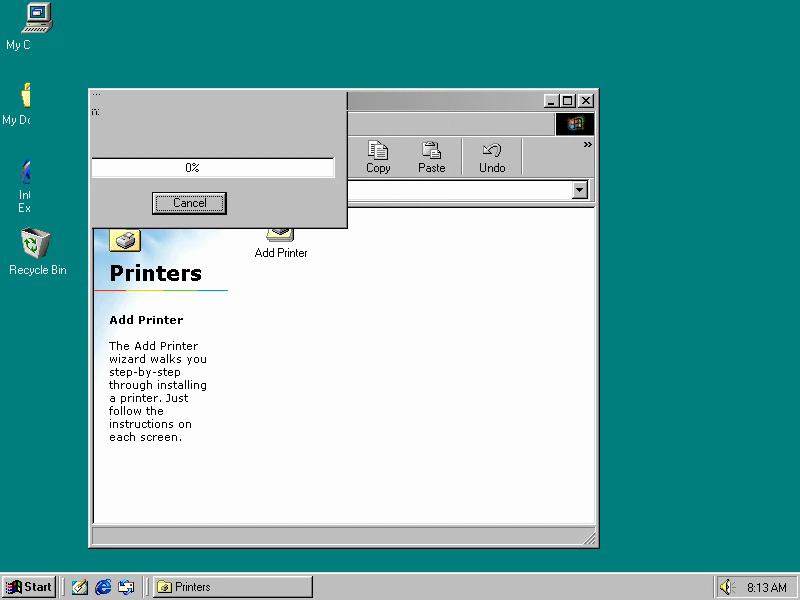 My C
My Do
Int
Ex
Recycle Bin
...
n:
0%
Cancel
Copy
Paste
Undo
»
Add Printer
Printers
Add Printer
The Add Printer
wizard walks you
step-by-step
through installing
a printer. Just
follow the
instructions on
each screen.
Start
Printers
8:13 AM